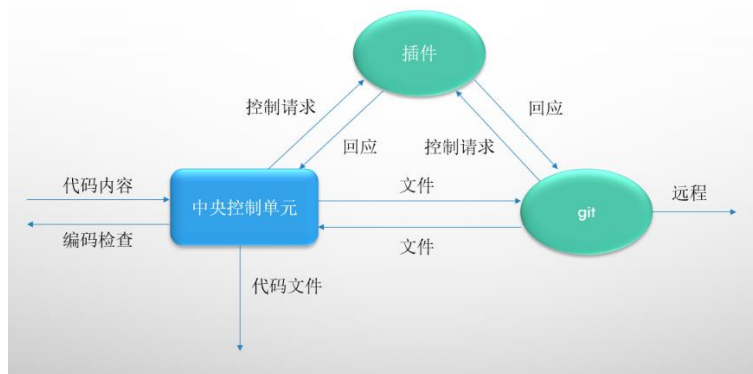 插件
控制请求
回应
回应
控制请求
代码内容
中央控制单元
文件
git
远程
编码检查
文件
代码文件